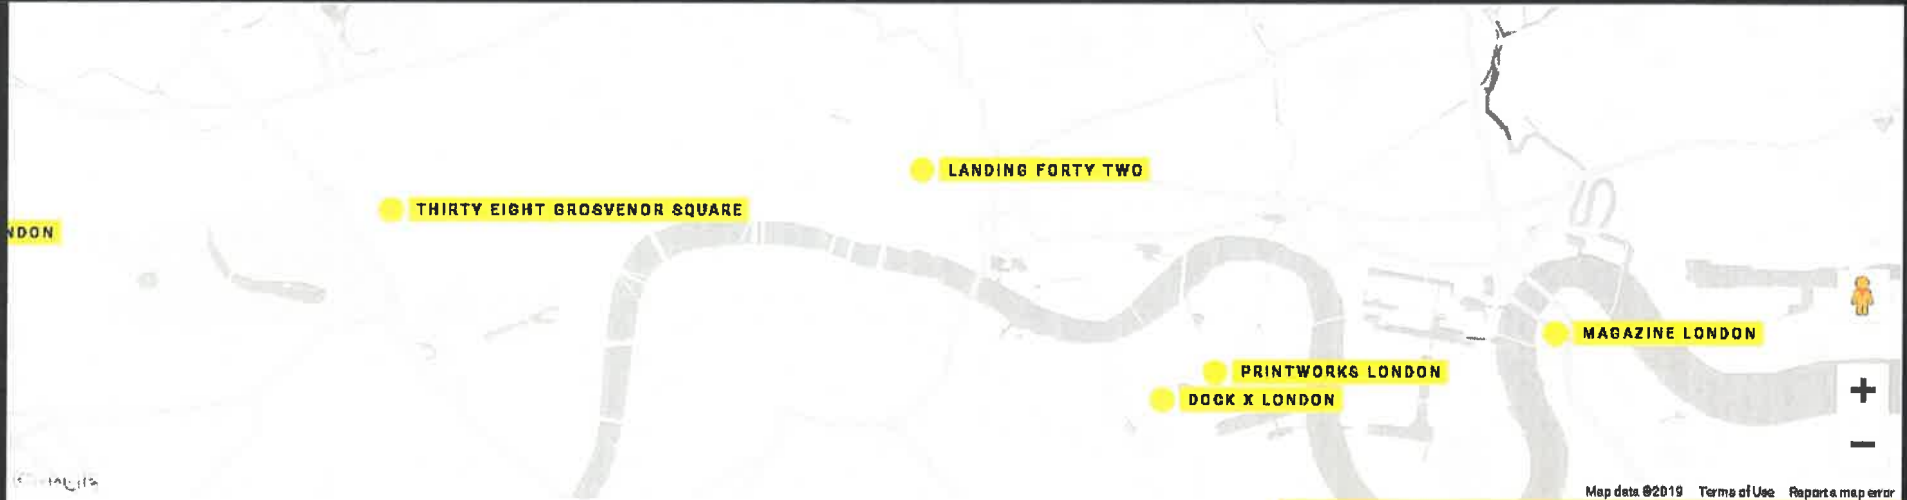 LANDING FORTY TWO
THIRTY EIGHT GROSVENOR SQUARE
NDON
MAGAZINE LONDON
PRINTWORKS LONDON
DOCK X LONDON
+
−
Map data ©2019 Terms of Use Report a map error